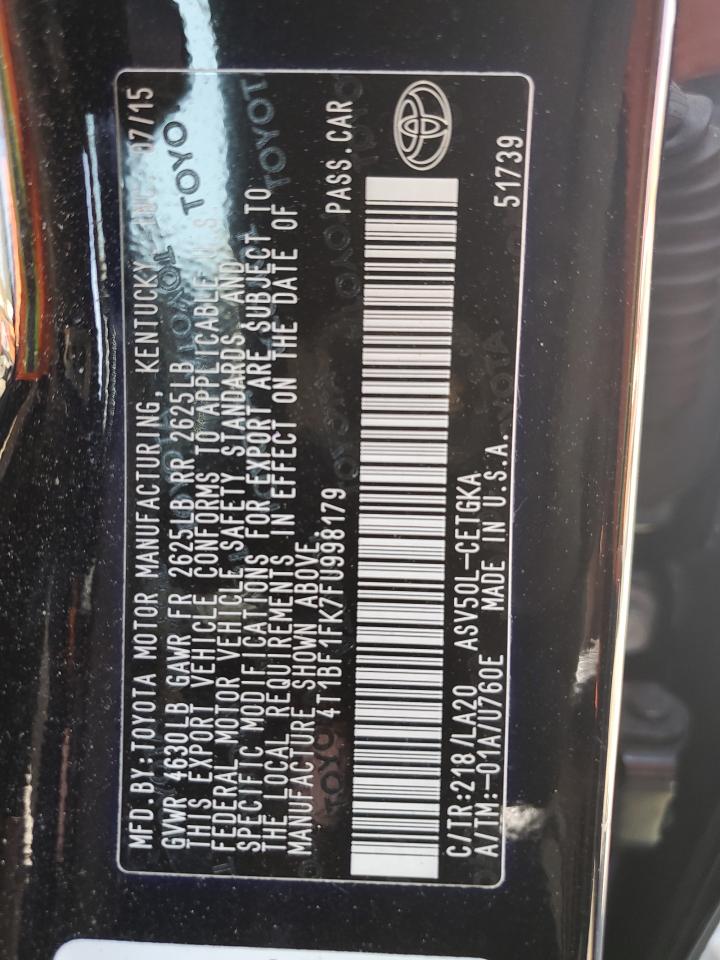 MFD.BY:TOYOTA MOTOR MANUFACTURING, KENTUCKY, INC. 07/15
GVWR 4630LB GAWR FR 2625LB RR 2625LB
THIS EXPORT VEHICLE CONFORMS TO APPLICABLE U.S.
FEDERAL MOTOR VEHICLE SAFETY STANDARDS, AND
SPECIFIC MODIFICATIONS FOR EXPORT ARE SUBJECT TO
THE LOCAL REQUIREMENTS IN EFFECT ON THE DATE OF
MANUFACTURE SHOWN ABOVE.
4T1BF1FK7FU998179 PASS.CAR
C/TR:218/LA20 ASV50L-CETGKA
A/TM:-01A/U760E MADE IN U.S.A. 51739